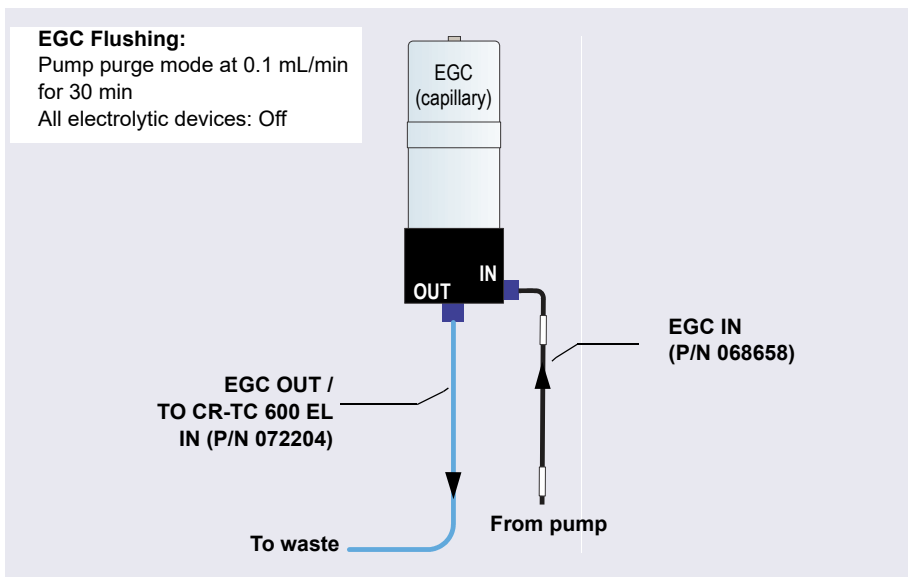 EGC Flushing:
Pump purge mode at 0.1 mL/min
for 30 min
All electrolytic devices: Off
EGC
(capillary)
IN
OUT
EGC IN
(P/N 068658)
EGC OUT /
TO CR-TC 600 EL
IN (P/N 072204)
From pump
To waste